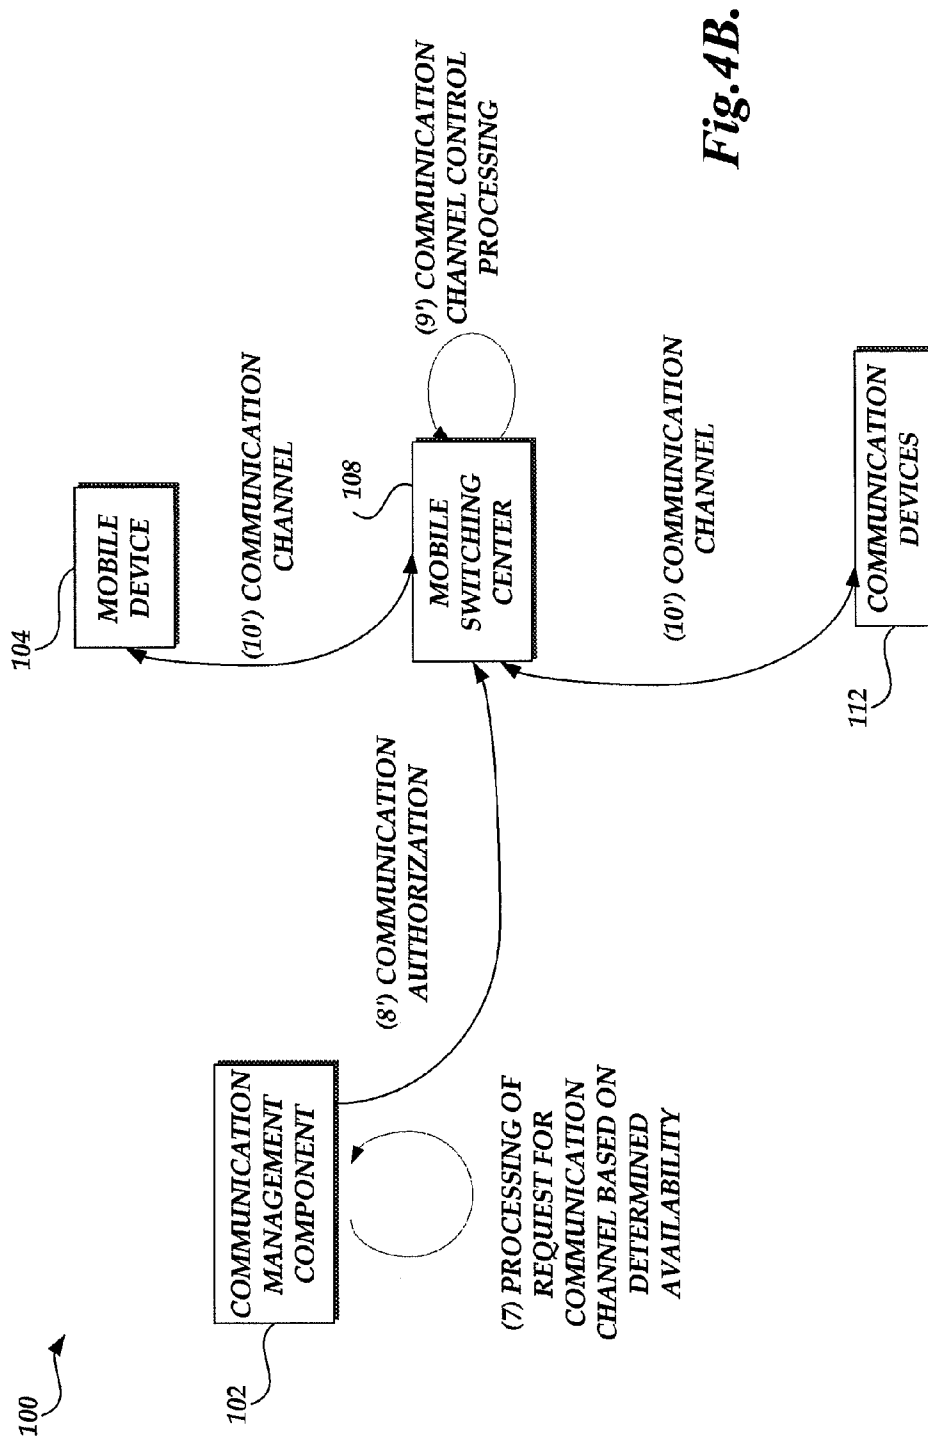 100
102
COMMUNICATION
MANAGEMENT
COMPONENT
(7) PROCESSING OF
REQUEST FOR
COMMUNICATION
CHANNEL BASED ON
DETERMINED
AVAILABILITY
(8') COMMUNICATION
AUTHORIZATION
104
MOBILE
DEVICE
(10') COMMUNICATION
CHANNEL
108
MOBILE
SWITCHING
CENTER
(9') COMMUNICATION
CHANNEL CONTROL
PROCESSING
(10') COMMUNICATION
CHANNEL
112
COMMUNICATION
DEVICES
Fig.4B.